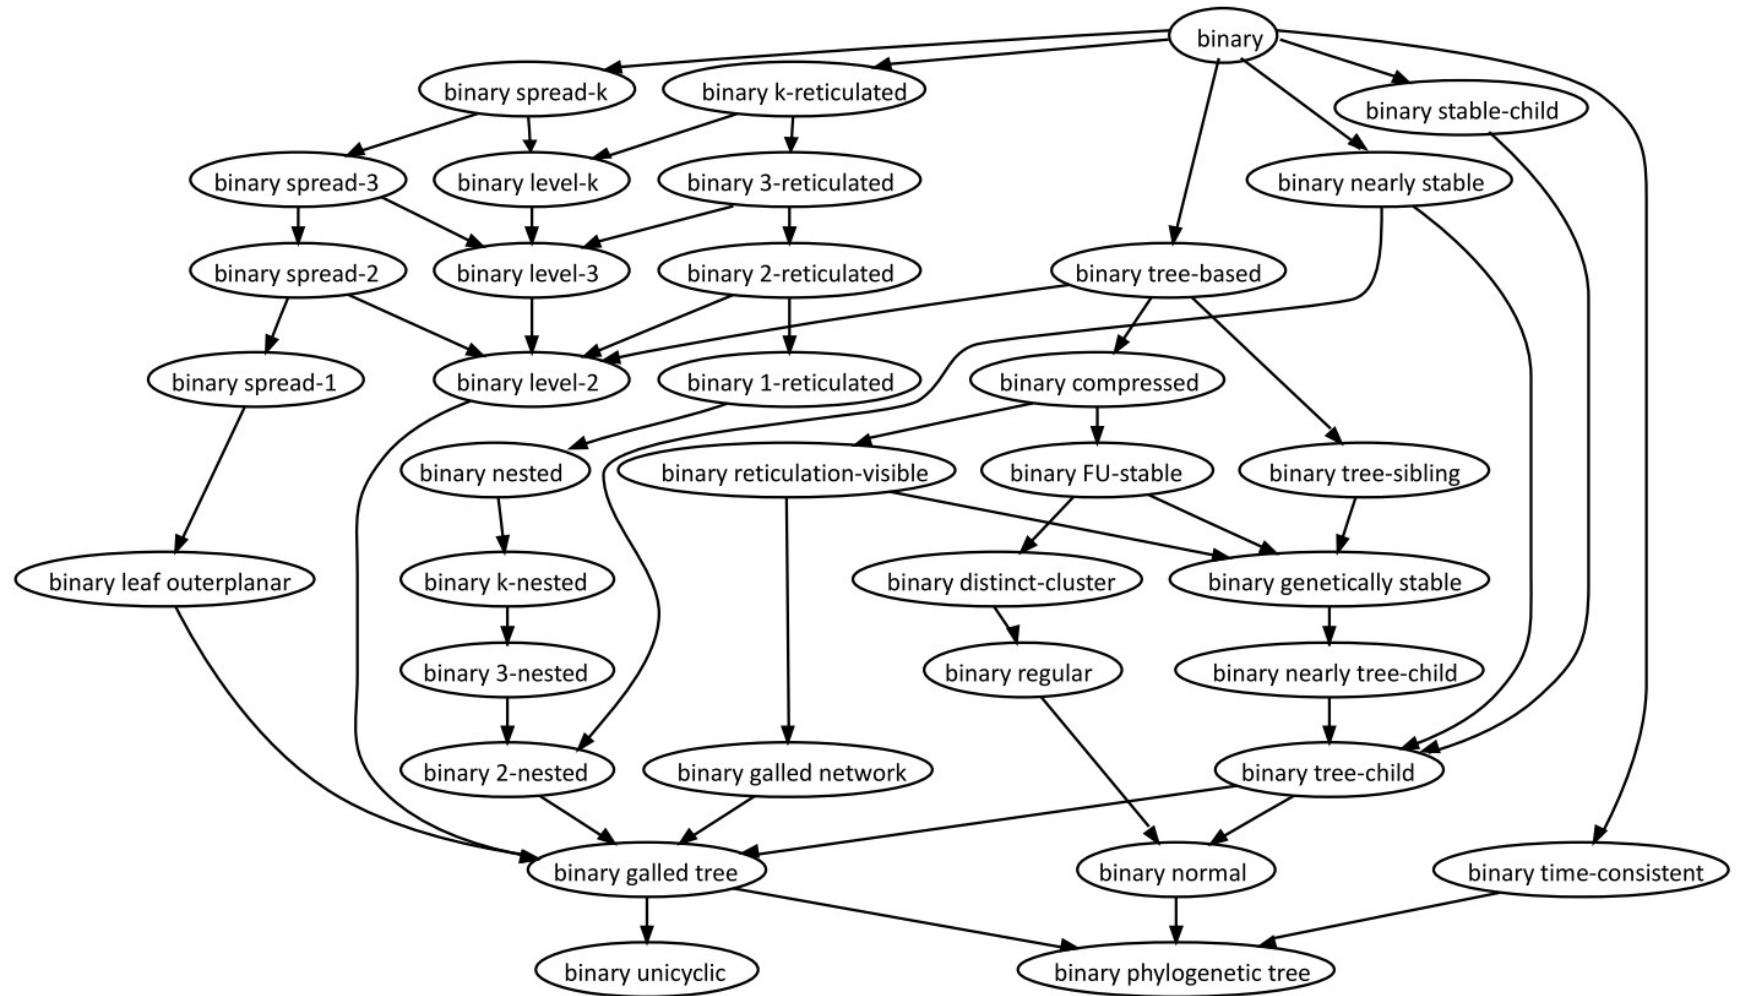 binary
binary spread-k
binary k-reticulated
binary stable-child
binary spread-3
binary level-k
binary 3-reticulated
binary nearly stable
binary spread-2
binary level-3
binary 2-reticulated
binary tree-based
binary spread-1
binary level-2
binary 1-reticulated
binary compressed
binary nested
binary reticulation-visible
binary FU-stable
binary tree-sibling
binary leaf outerplanar
binary k-nested
binary distinct-cluster
binary genetically stable
binary 3-nested
binary regular
binary nearly tree-child
binary 2-nested
binary galled network
binary tree-child
binary galled tree
binary normal
binary time-consistent
binary unicyclic
binary phylogenetic tree